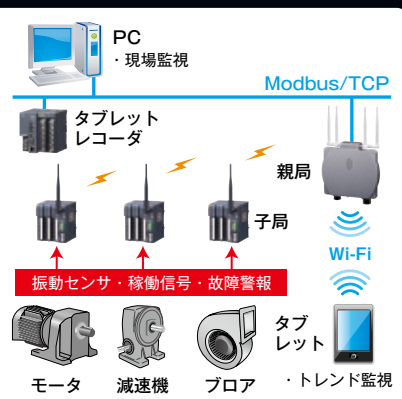 PC
・現場監視
Modbus/TCP
タブレット
レコーダ
親局
子局
Wi-Fi
振動センサ・稼働信号・故障警報
タブ
レット
モータ
減速機
ブロア
・トレンド監視